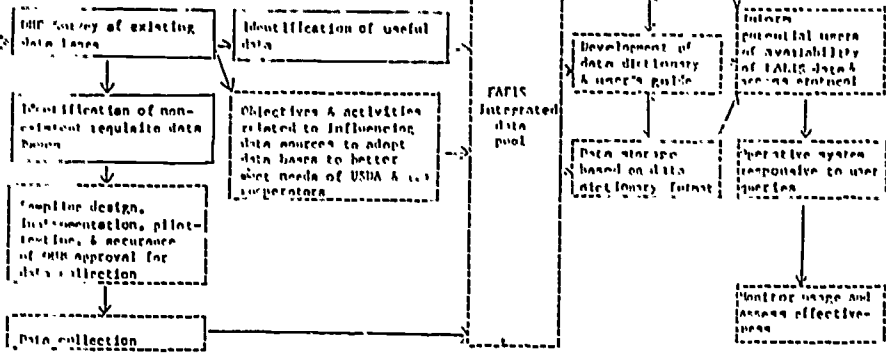 Survey of existing
data bases
Identification of useful
data
Identification of non-
existent requisite data
bases
Objectives & activities
related to influencing
data sources to adopt
data bases to better
meet needs of USDA &
cooperators
Sampling design,
instrumentation, pilot-
testing, & securance
of OMB approval for
data collection
Data collection
FAEIS
Integrated
data
pool
Development of
data dictionary
& user's guide
Data storage
based on data
dictionary format
Inform
potential users
of availability
of FAEIS data &
access protocol
Operative system
responsive to user
queries
Monitor usage and
assess effective-
ness